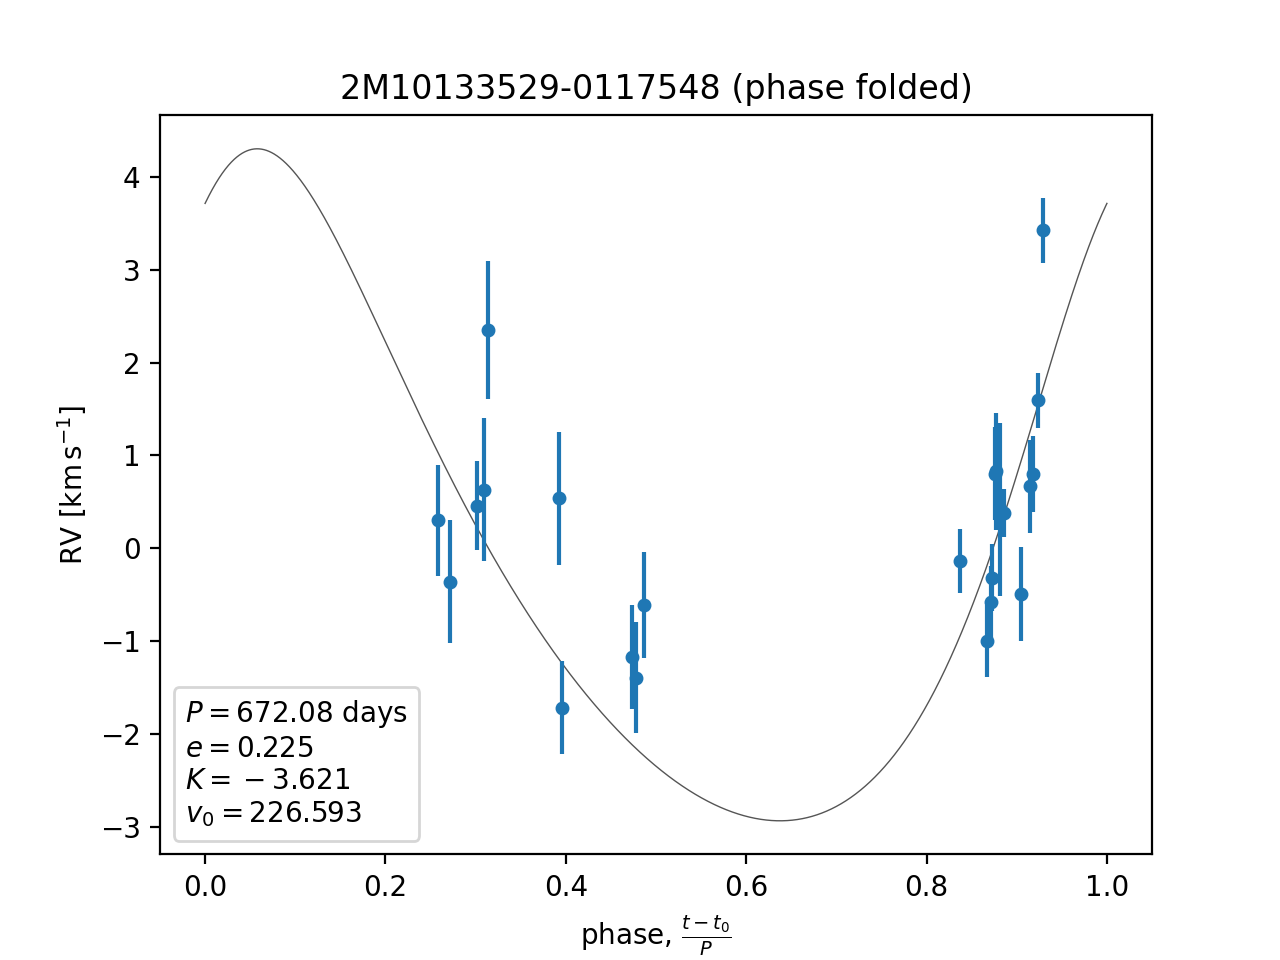 2M10133529-0117548 (phase folded)
RV [km s⁻¹]
4
3
2
1
0
−1
−2
−3
P = 672.08 days
e = 0.225
K = −3.621
v₀ = 226.593
0.0 0.2 0.4 0.6 0.8 1.0
phase, (t − t₀)/P